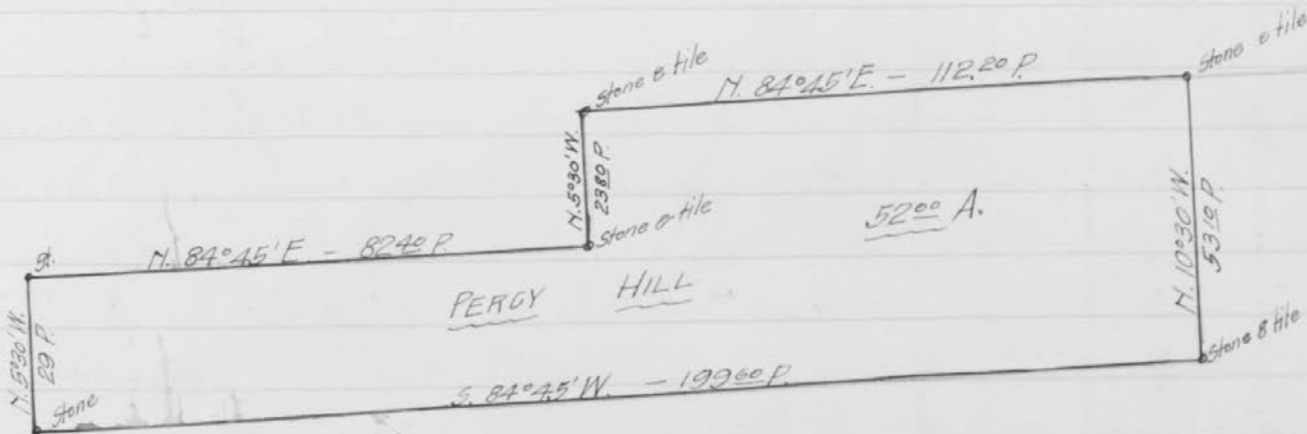 Stone & tile
N. 84°45'E. - 112.20 P.
Stone & tile
N. 5°30'W.
23 80 P.
Stone & tile
52 00 A.
N. 10°30'W.
53 10 P.
St.
N. 84°45'E. - 82 40 P.
PERCY HILL
N. 5°30'W.
29 P.
Stone & tile
S. 84°45'W. - 199 60 P.
Stone